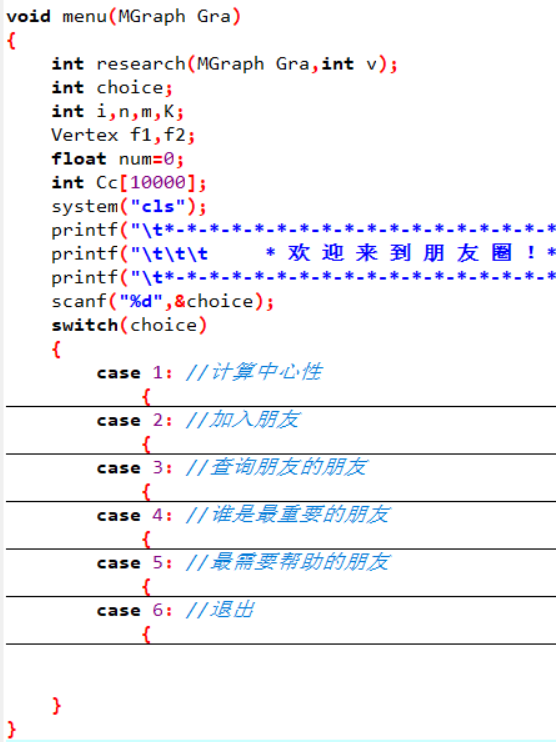 void menu(MGraph Gra)
{
int research(MGraph Gra,int v);
int choice;
int i,n,m,K;
Vertex f1,f2;
float num=0;
int Cc[10000];
system("cls");
printf("\t*-*-*-*-*-*-*-*-*-*-*-*-*-*-*-*-*-*
printf("\t\t\t *欢迎来到朋友圈!*
printf("\t*-*-*-*-*-*-*-*-*-*-*-*-*-*-*-*-*-*
scanf("%d",&choice);
switch(choice)
{
case 1: //计算中心性
{
case 2: //加入朋友
{
case 3: //查询朋友的朋友
{
case 4: //谁是最重要的朋友
{
case 5: //最需要帮助的朋友
{
case 6: //退出
{
}
}